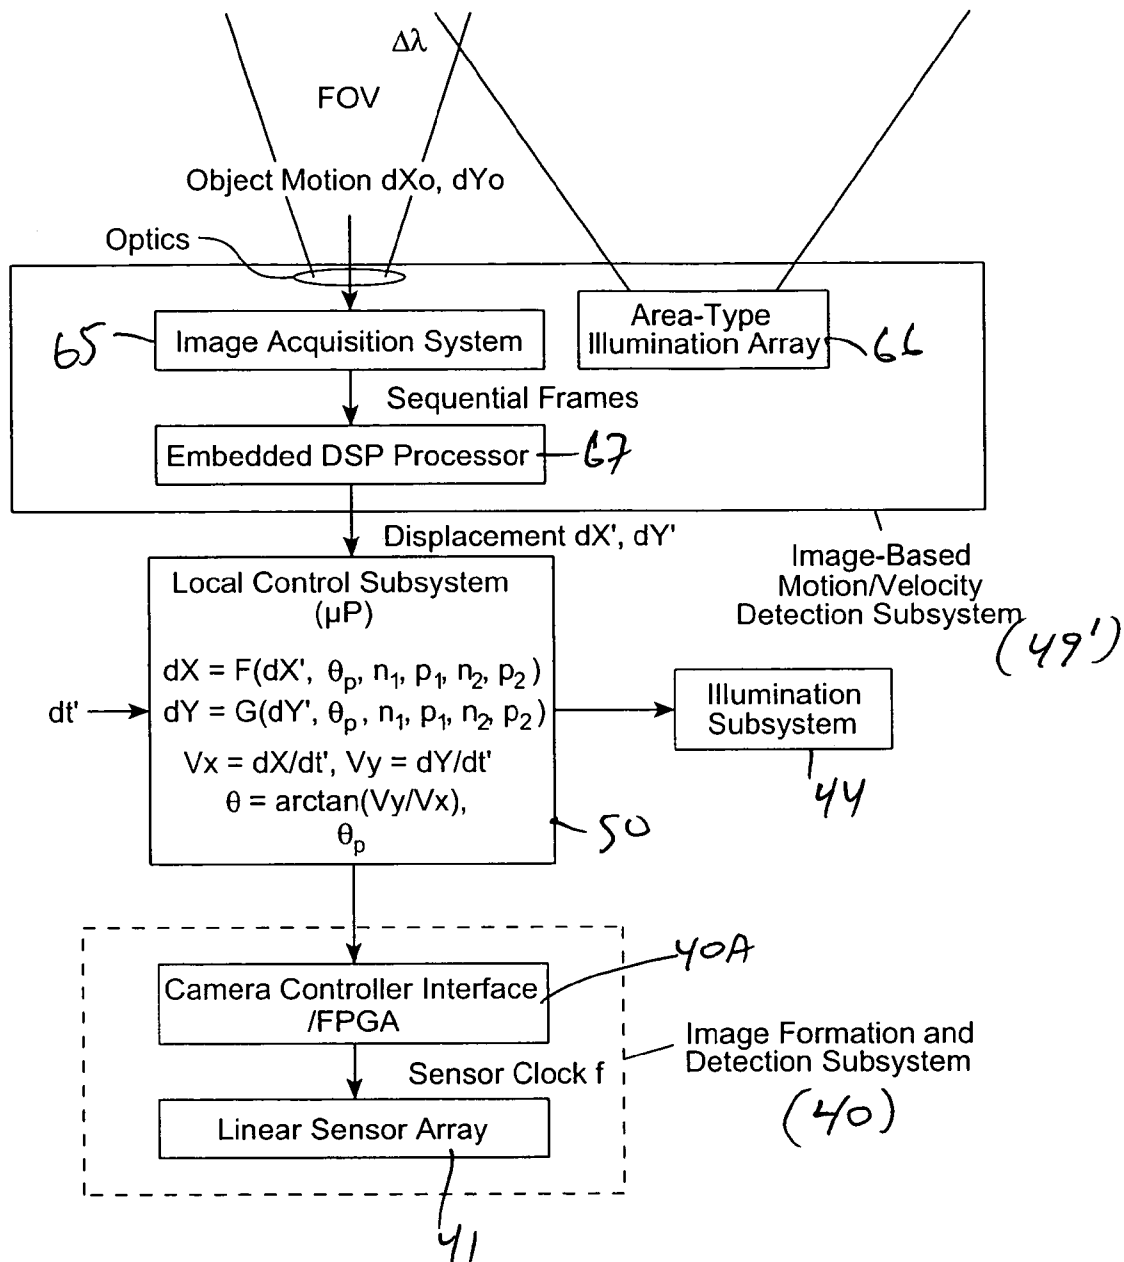 Δλ
FOV
Object Motion dXo, dYo
Optics
65
Image Acquisition System
Area-Type
Illumination Array
66
Sequential Frames
Embedded DSP Processor
67
Displacement dX', dY'
Image-Based
Motion/Velocity
Detection Subsystem
(49')
Local Control Subsystem
(µP)
dX = F(dX', θp, n1, p1, n2, p2)
dt'
dY = G(dY', θp, n1, p1, n2, p2)
Vx = dX/dt', Vy = dY/dt'
θ = arctan(Vy/Vx),
θp
50
Illumination
Subsystem
44
40A
Camera Controller Interface
/FPGA
Image Formation and
Detection Subsystem
(40)
Sensor Clock f
Linear Sensor Array
41